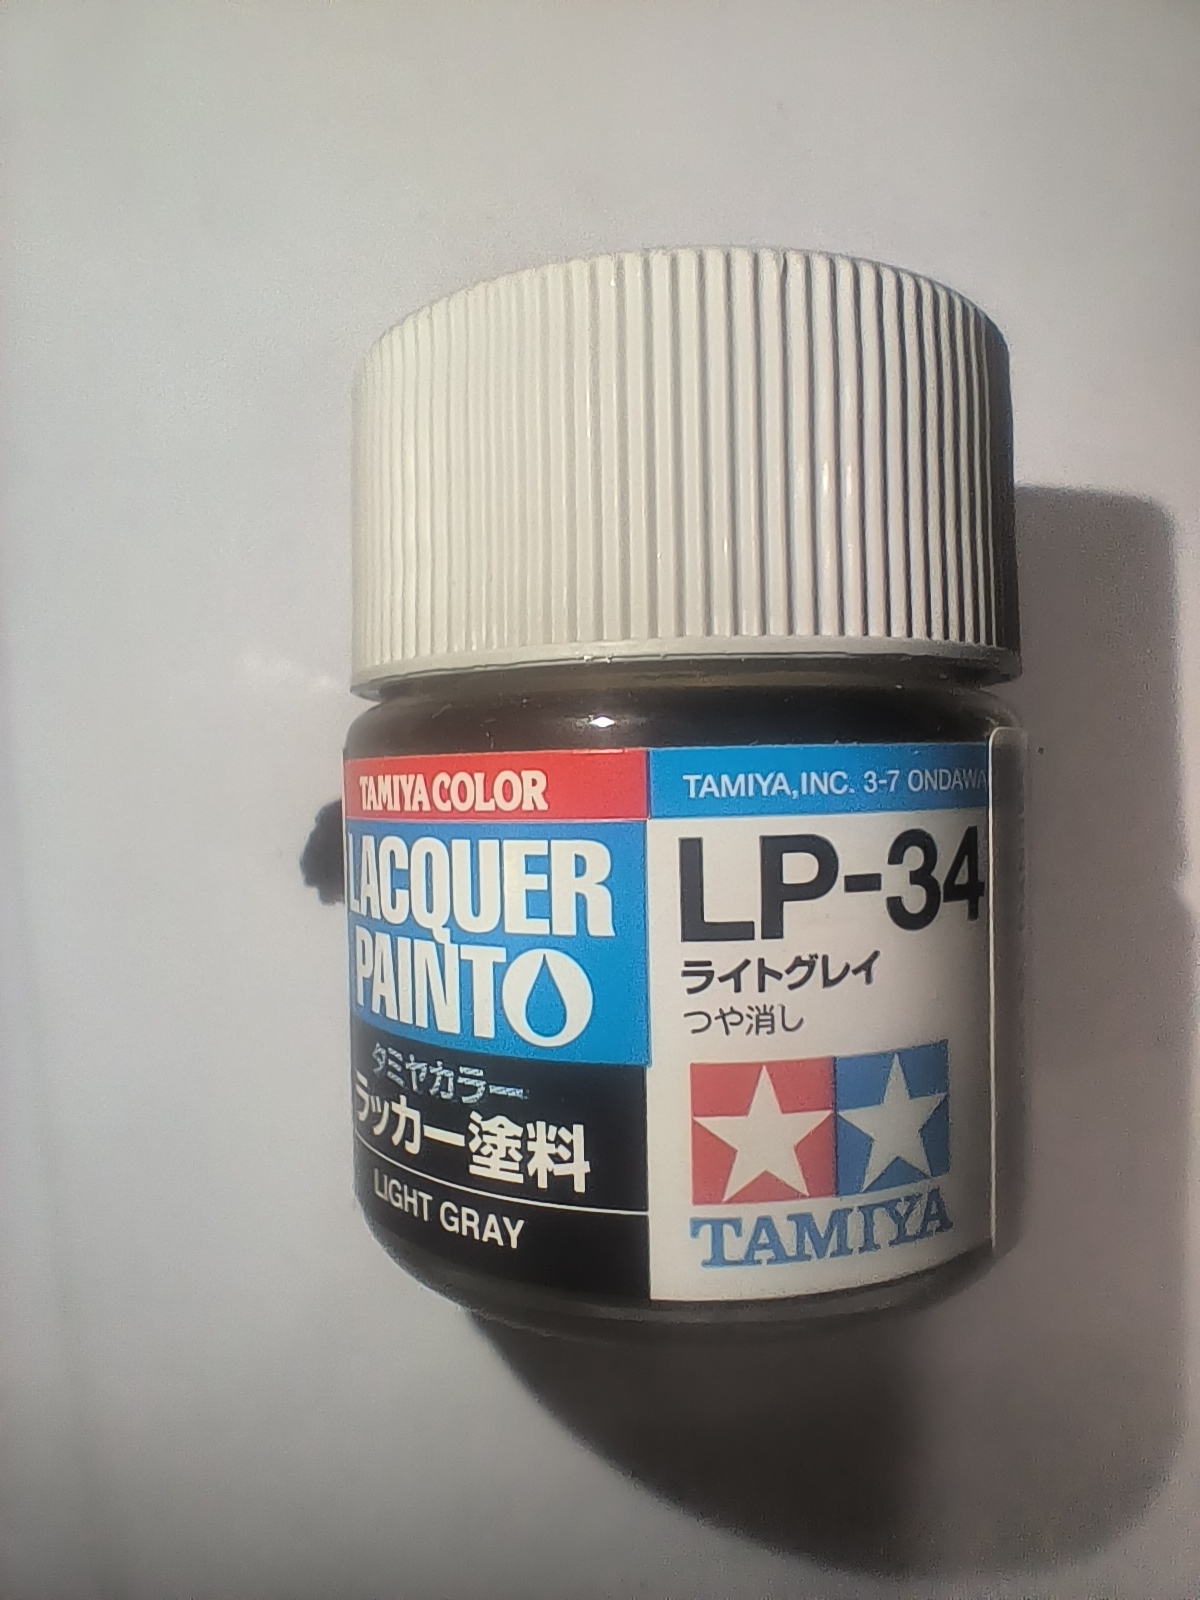 TAMIYA COLOR
LACQUER
PAINT
タミヤカラー
ラッカー塗料
LIGHT GRAY
TAMIYA,INC. 3-7 ONDAWA
LP-34
ライトグレイ
つや消し
TAMIYA